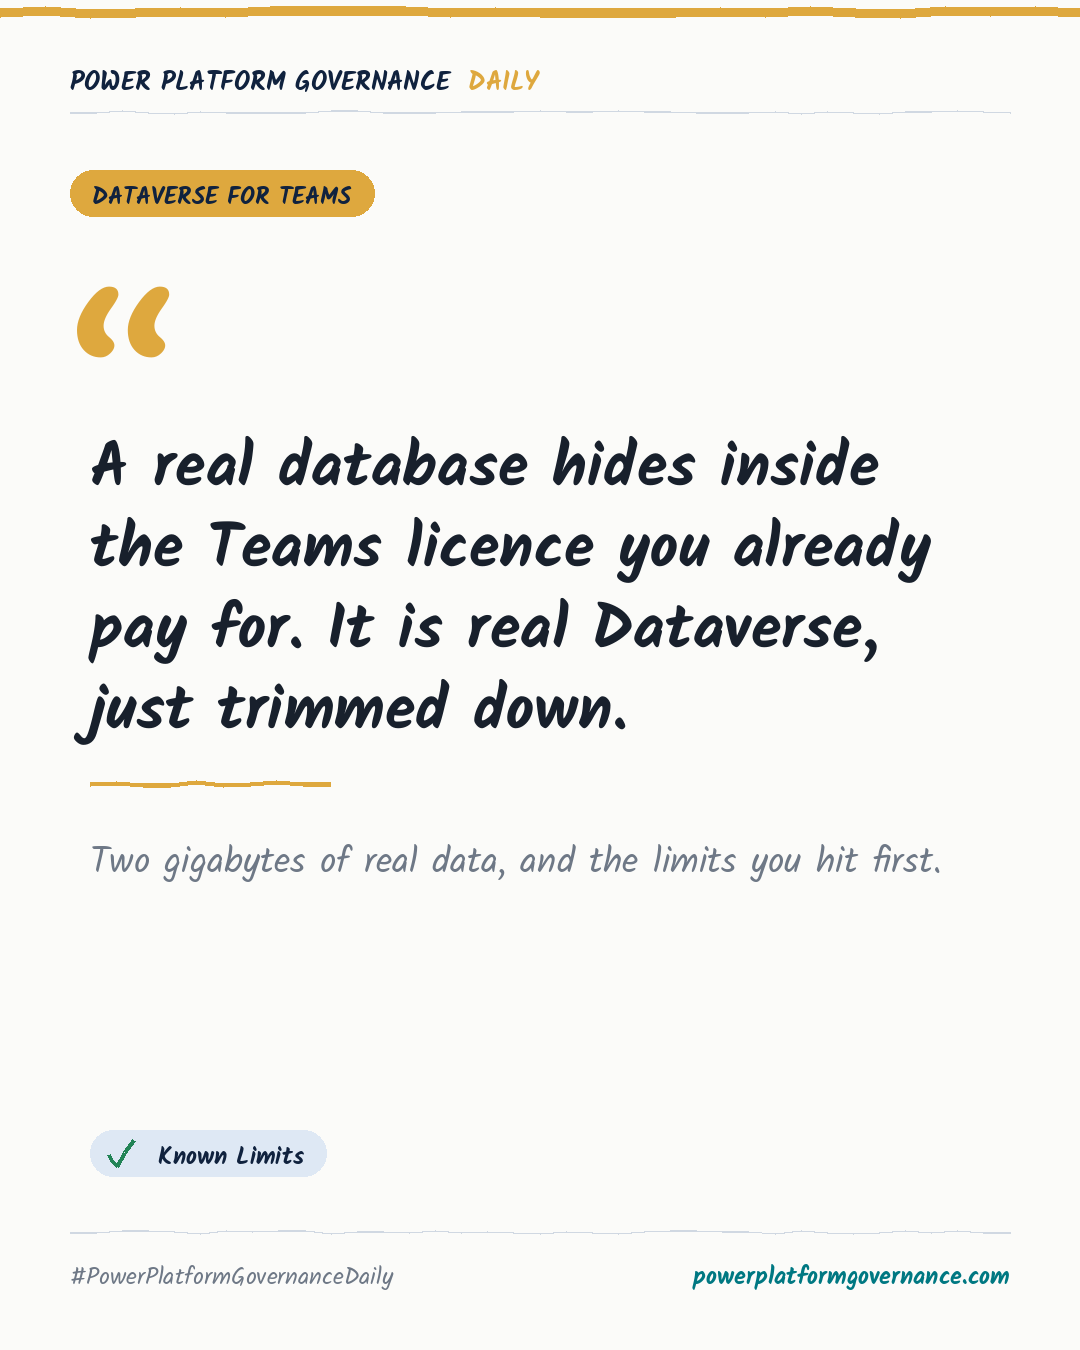 POWER PLATFORM GOVERNANCE DAILY
DATAVERSE FOR TEAMS
“
A real database hides inside
the Teams licence you already
pay for. It is real Dataverse,
just trimmed down.
Two gigabytes of real data, and the limits you hit first.
✓ Known Limits
#PowerPlatformGovernanceDaily
powerplatformgovernance.com